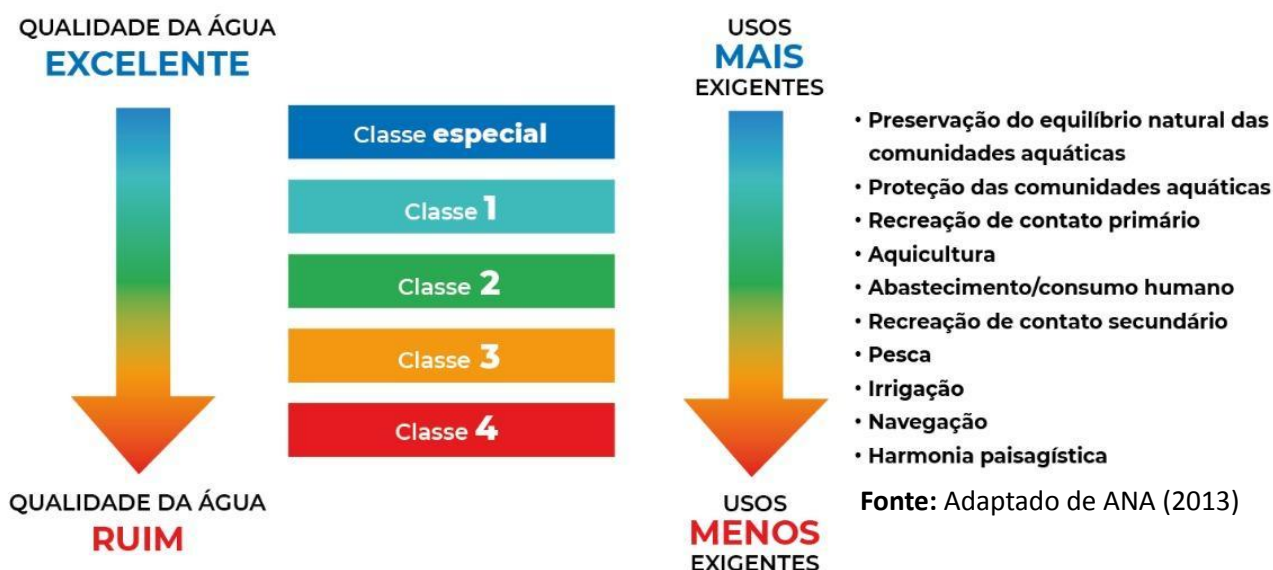 QUALIDADE DA ÁGUA
EXCELENTE
Classe especial
Classe 1
Classe 2
Classe 3
Classe 4
QUALIDADE DA ÁGUA
RUIM
USOS
MAIS
EXIGENTES
• Preservação do equilíbrio natural das
comunidades aquáticas
• Proteção das comunidades aquáticas
• Recreação de contato primário
• Aquicultura
• Abastecimento/consumo humano
• Recreação de contato secundário
• Pesca
• Irrigação
• Navegação
• Harmonia paisagística
USOS
MENOS
EXIGENTES
Fonte: Adaptado de ANA (2013)